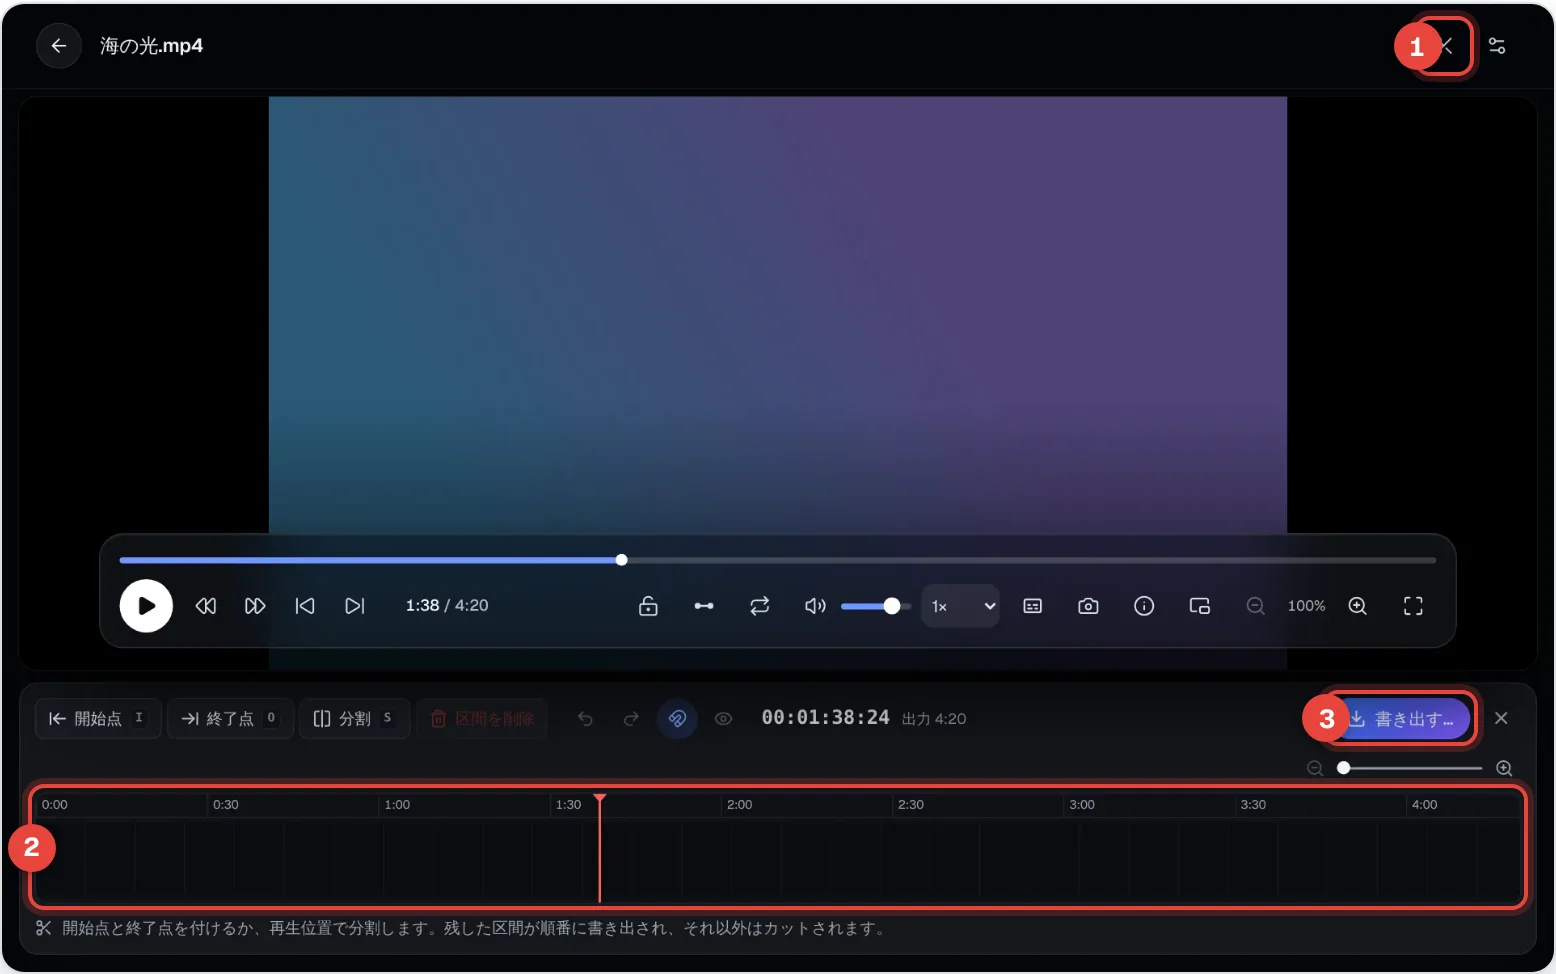 海の光.mp4
1
1:38 / 4:20
1×
100%
開始点 I
終了点 O
分割 S
区間を削除
00:01:38:24
出力 4:20
3
書き出す...
0:00 0:30 1:00 1:30 2:00 2:30 3:00 3:30 4:00
2
開始点と終了点を付けるか、再生位置で分割します。残した区間が順番に書き出され、それ以外はカットされます。